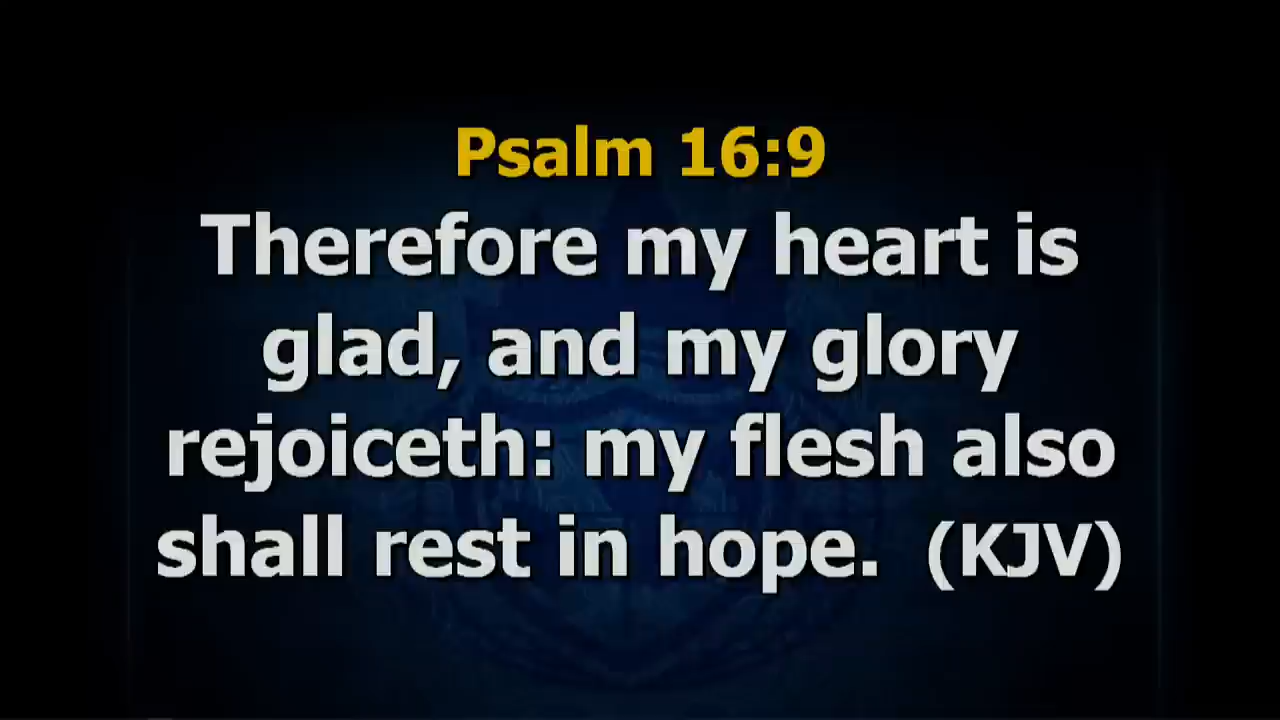 Psalm 16:9
Therefore my heart is
glad, and my glory
rejoiceth: my flesh also
shall rest in hope.  (KJV)